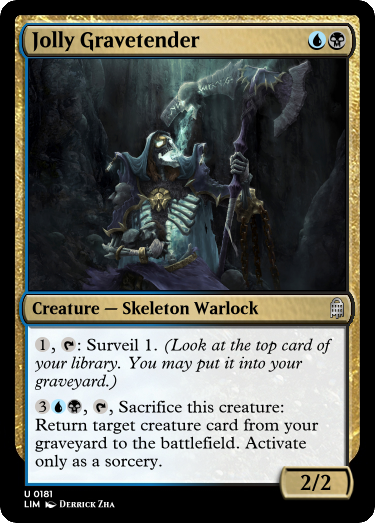 Jolly Gravetender
Creature — Skeleton Warlock
1, : Surveil 1. (Look at the top card of
your library. You may put it into your
graveyard.)
3, , Sacrifice this creature:
Return target creature card from your
graveyard to the battlefield. Activate
only as a sorcery.
2/2
U 0181
LIM Derrick Zha